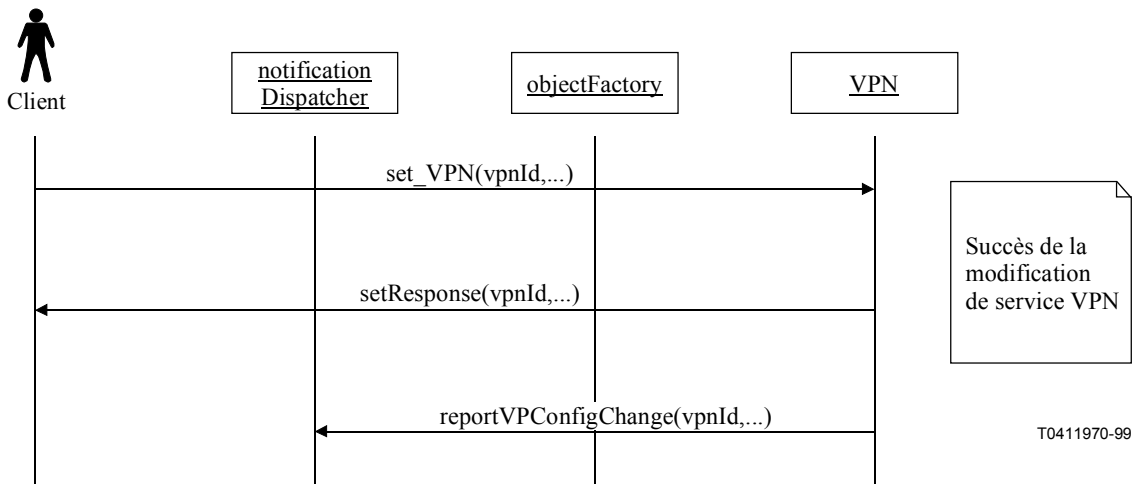 Client
notification
Dispatcher
objectFactory
VPN
set_VPN(vpnId,...)
setResponse(vpnId,...)
reportVPConfigChange(vpnId,...)
Succès de la
modification
de service VPN
T0411970-99